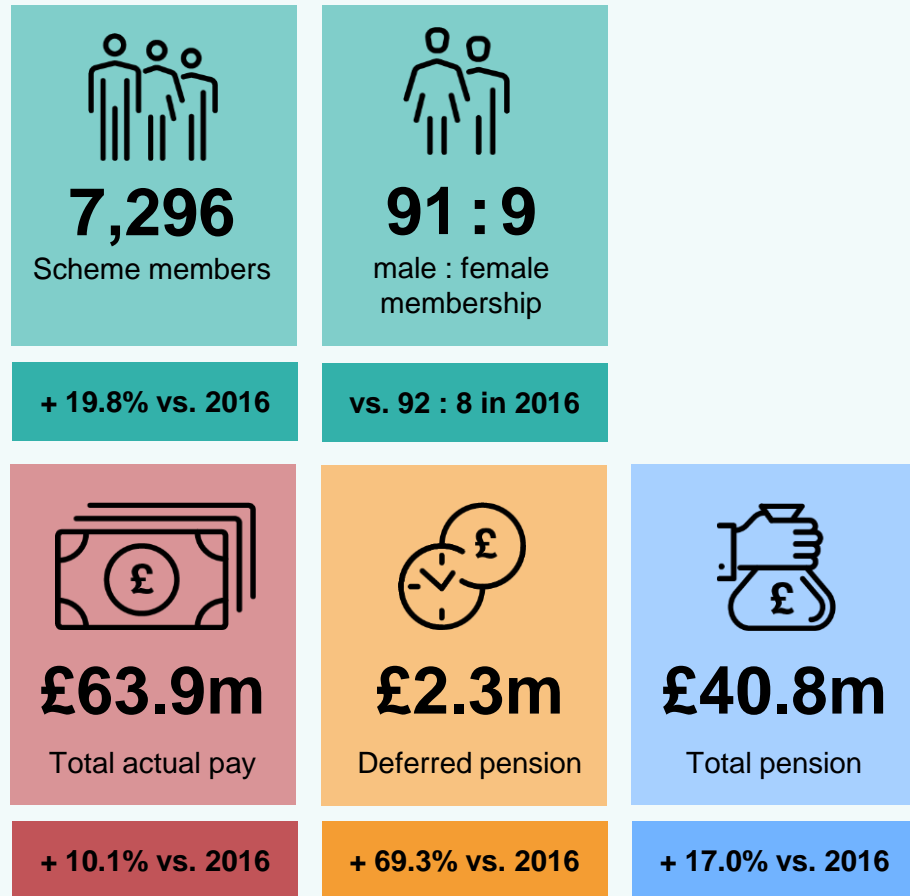 7,296
Scheme members
91 : 9
male : female
membership
+ 19.8% vs. 2016
vs. 92 : 8 in 2016
£
£
£
£63.9m
Total actual pay
£2.3m
Deferred pension
£40.8m
Total pension
+ 10.1% vs. 2016
+ 69.3% vs. 2016
+ 17.0% vs. 2016